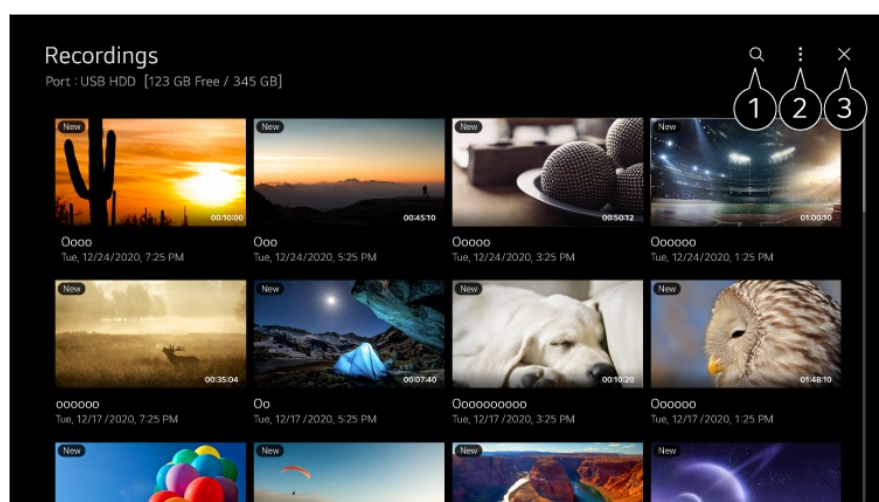 Recordings
Port : USB HDD [123 GB Free / 345 GB]
1 2 3
New New New New
00:10:00 00:45:10 00:50:12 01:00:10
Oooo Ooo Ooooo Oooooo
Tue, 12/24/2020, 7:25 PM Tue, 12/24/2020, 5:25 PM Tue, 12/24/2020, 3:25 PM Tue, 12/24/2020, 1:25 PM
New New New New
00:35:04 00:07:40 00:10:20 01:48:10
oooooo Oo Oooooooooo Oooooo
Tue, 12/17 /2020, 7:25 PM Tue, 12/17 /2020, 5:25 PM Tue, 12/17 /2020, 3:25 PM Tue, 12/17 /2020, 1:25 PM
New New New New